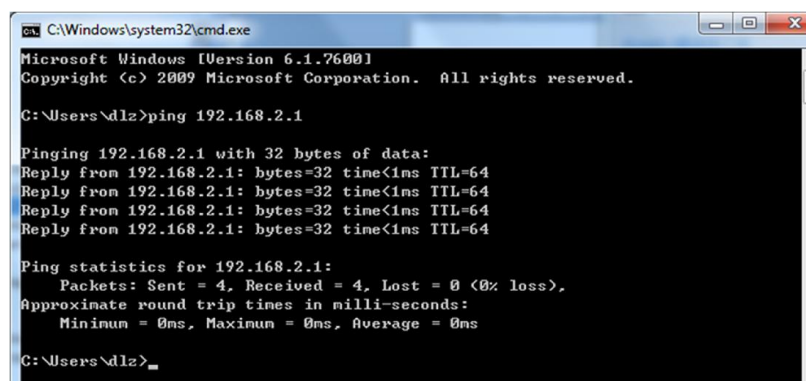 C:\Windows\system32\cmd.exe
Microsoft Windows [Version 6.1.7600]
Copyright (c) 2009 Microsoft Corporation.  All rights reserved.
C:\Users\dlz>ping 192.168.2.1
Pinging 192.168.2.1 with 32 bytes of data:
Reply from 192.168.2.1: bytes=32 time<1ms TTL=64
Reply from 192.168.2.1: bytes=32 time<1ms TTL=64
Reply from 192.168.2.1: bytes=32 time<1ms TTL=64
Reply from 192.168.2.1: bytes=32 time<1ms TTL=64
Ping statistics for 192.168.2.1:
    Packets: Sent = 4, Received = 4, Lost = 0 (0% loss),
Approximate round trip times in milli-seconds:
    Minimum = 0ms, Maximum = 0ms, Average = 0ms
C:\Users\dlz>_